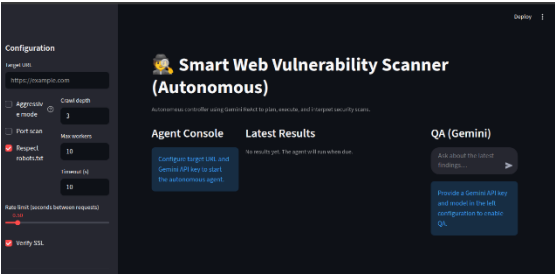 Deploy
Configuration
Target URL
https://example.com
Aggressiv
e mode
Crawl depth
3
Port scan
Max workers
Respect
robots.txt
10
Timeout (s)
10
Rate limit (seconds between requests)
0.50
Verify SSL
Smart Web Vulnerability Scanner
(Autonomous)
Autonomous controller using Gemini ReAct to plan, execute, and interpret security scans.
Agent Console
Configure target URL and
Gemini API key to start
the autonomous agent.
Latest Results
No results yet. The agent will run when due.
QA (Gemini)
Ask about the latest
findings...
Provide a Gemini API key
and model in the left
configuration to enable
QA.